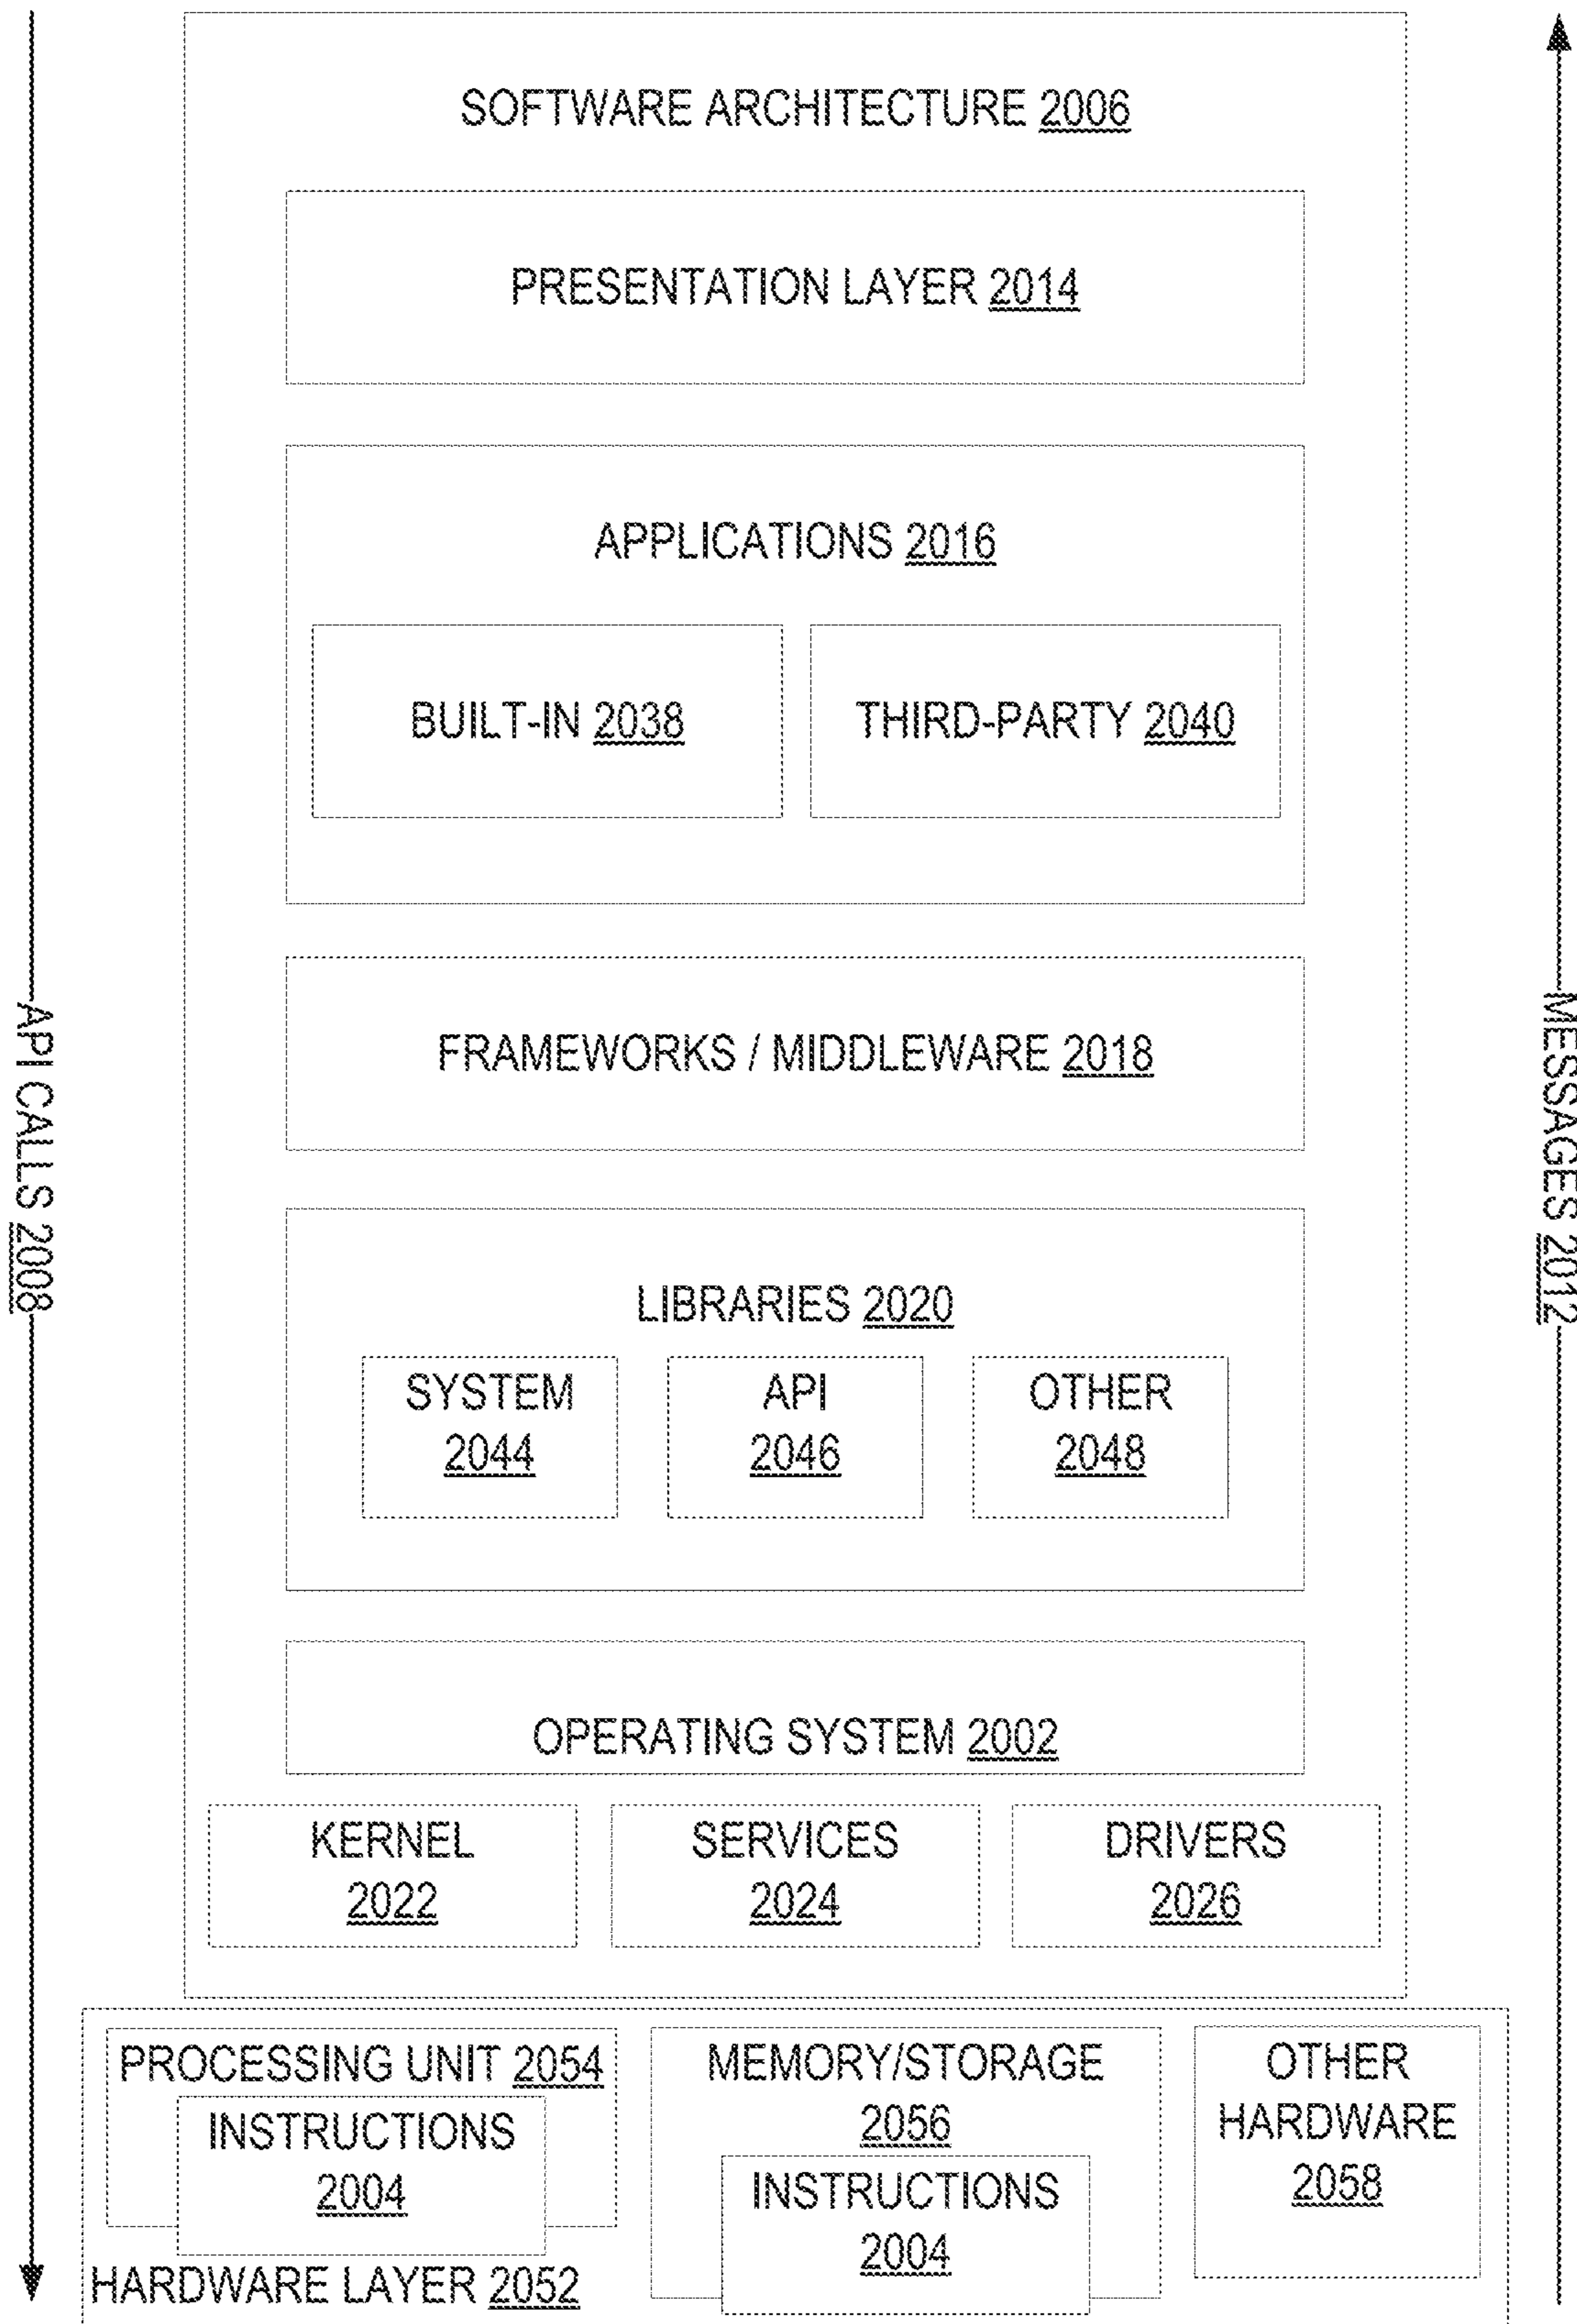 SOFTWARE ARCHITECTURE 2006
PRESENTATION LAYER 2014
APPLICATIONS 2016
BUILT-IN 2038
THIRD-PARTY 2040
FRAMEWORKS / MIDDLEWARE 2018
API CALLS 2008
MESSAGES 2012
LIBRARIES 2020
SYSTEM
2044
API
2046
OTHER
2048
OPERATING SYSTEM 2002
KERNEL
2022
SERVICES
2024
DRIVERS
2026
PROCESSING UNIT 2054
INSTRUCTIONS
2004
MEMORY/STORAGE
2056
INSTRUCTIONS
2004
OTHER
HARDWARE
2058
HARDWARE LAYER 2052